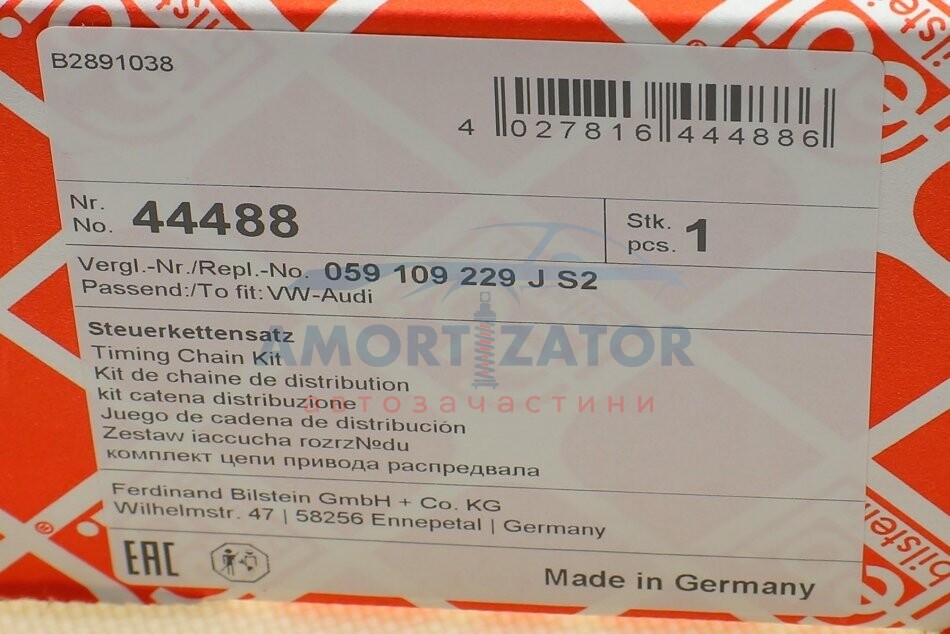 B2891038
4 027816 444886
Nr.
No. 44488
Stk.
pcs. 1
Vergl.-Nr./Repl.-No. 059 109 229 J S2
Passend:/To fit: VW-Audi
Steuerkettensatz
Timing Chain Kit
Kit de chaine de distribution
kit catena distribuzione
Juego de cadena de distribución
Zestaw iaccucha rozrz№du
комплект цепи привода распредвала
Ferdinand Bilstein GmbH + Co. KG
Wilhelmstr. 47 | 58256 Ennepetal | Germany
EAC
Made in Germany
AMORTIZATOR
автозачастини
bilstein